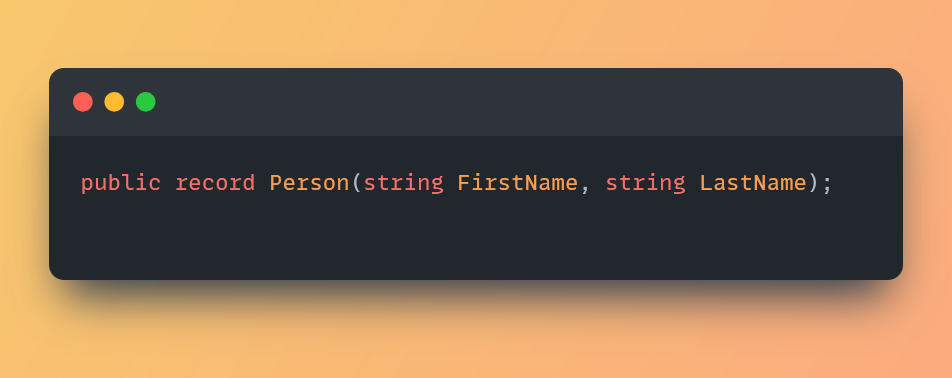 public record Person(string FirstName, string LastName);